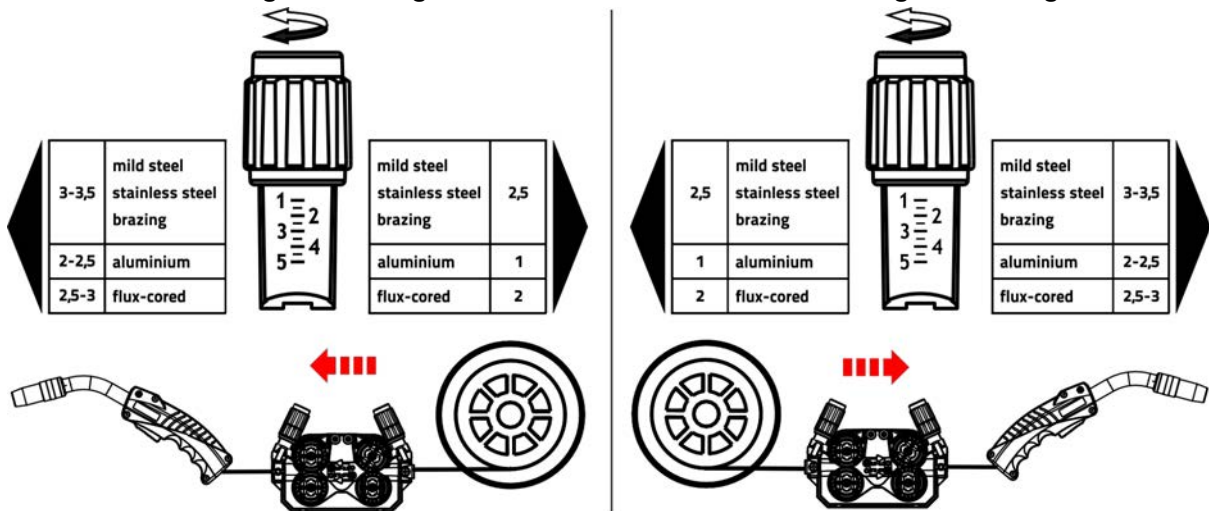 3-3,5
mild steel
stainless steel
brazing
2-2,5 aluminium
2,5-3 flux-cored
1
2
3
4
5
mild steel
stainless steel
brazing
2,5
aluminium 1
flux-cored 2
2,5
mild steel
stainless steel
brazing
1 aluminium
2 flux-cored
1
2
3
4
5
mild steel
stainless steel
brazing
3-3,5
aluminium 2-2,5
flux-cored 2,5-3